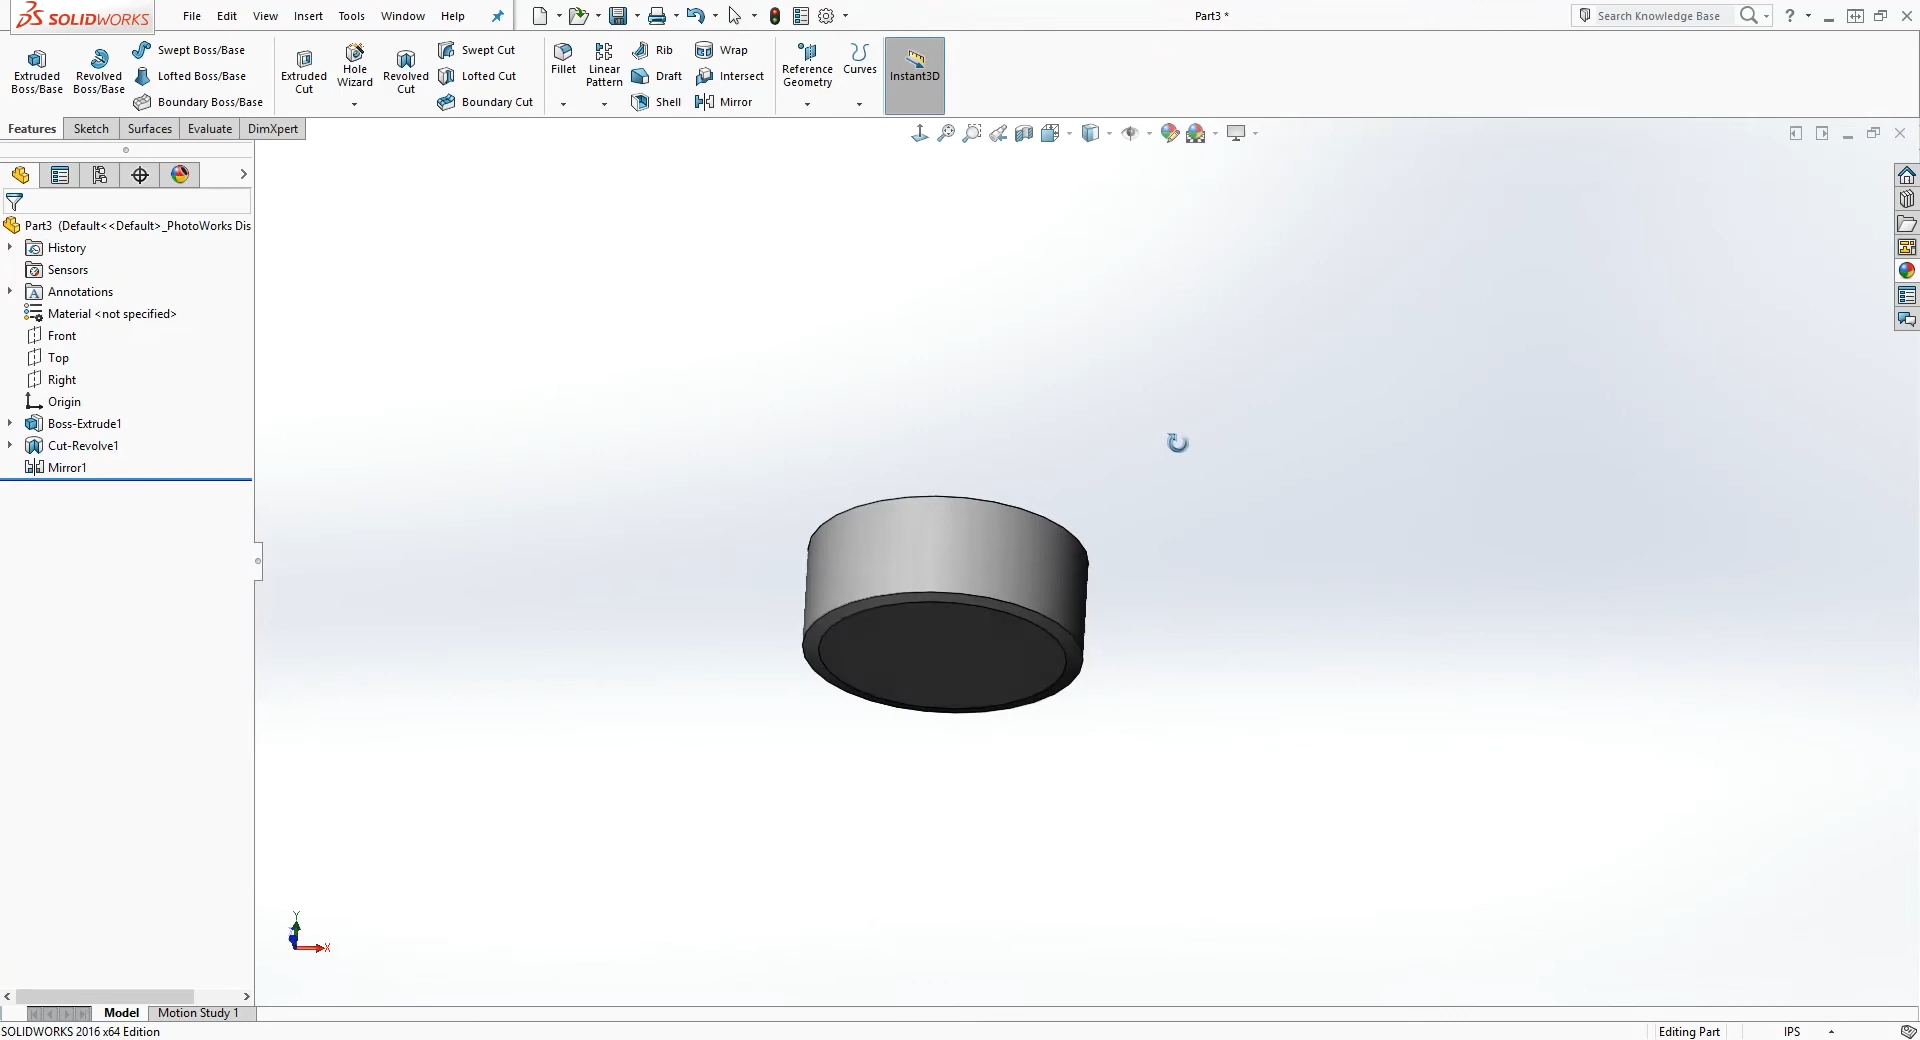 SOLIDWORKS File Edit View Insert Tools Window Help Part3 * Search Knowledge Base ?
Extruded Boss/Base
Revolved Boss/Base
Swept Boss/Base
Lofted Boss/Base
Boundary Boss/Base
Extruded Cut
Hole Wizard
Revolved Cut
Swept Cut
Lofted Cut
Boundary Cut
Fillet
Linear Pattern
Rib
Draft
Shell
Wrap
Intersect
Mirror
Reference Geometry
Curves
Instant3D
Features Sketch Surfaces Evaluate DimXpert
Part3 (Default<<Default>_PhotoWorks Dis
History
Sensors
A Annotations
Material <not specified>
Front
Top
Right
Origin
Boss-Extrude1
Cut-Revolve1
Mirror1
Y
X
Model Motion Study 1
SOLIDWORKS 2016 x64 Edition Editing Part IPS